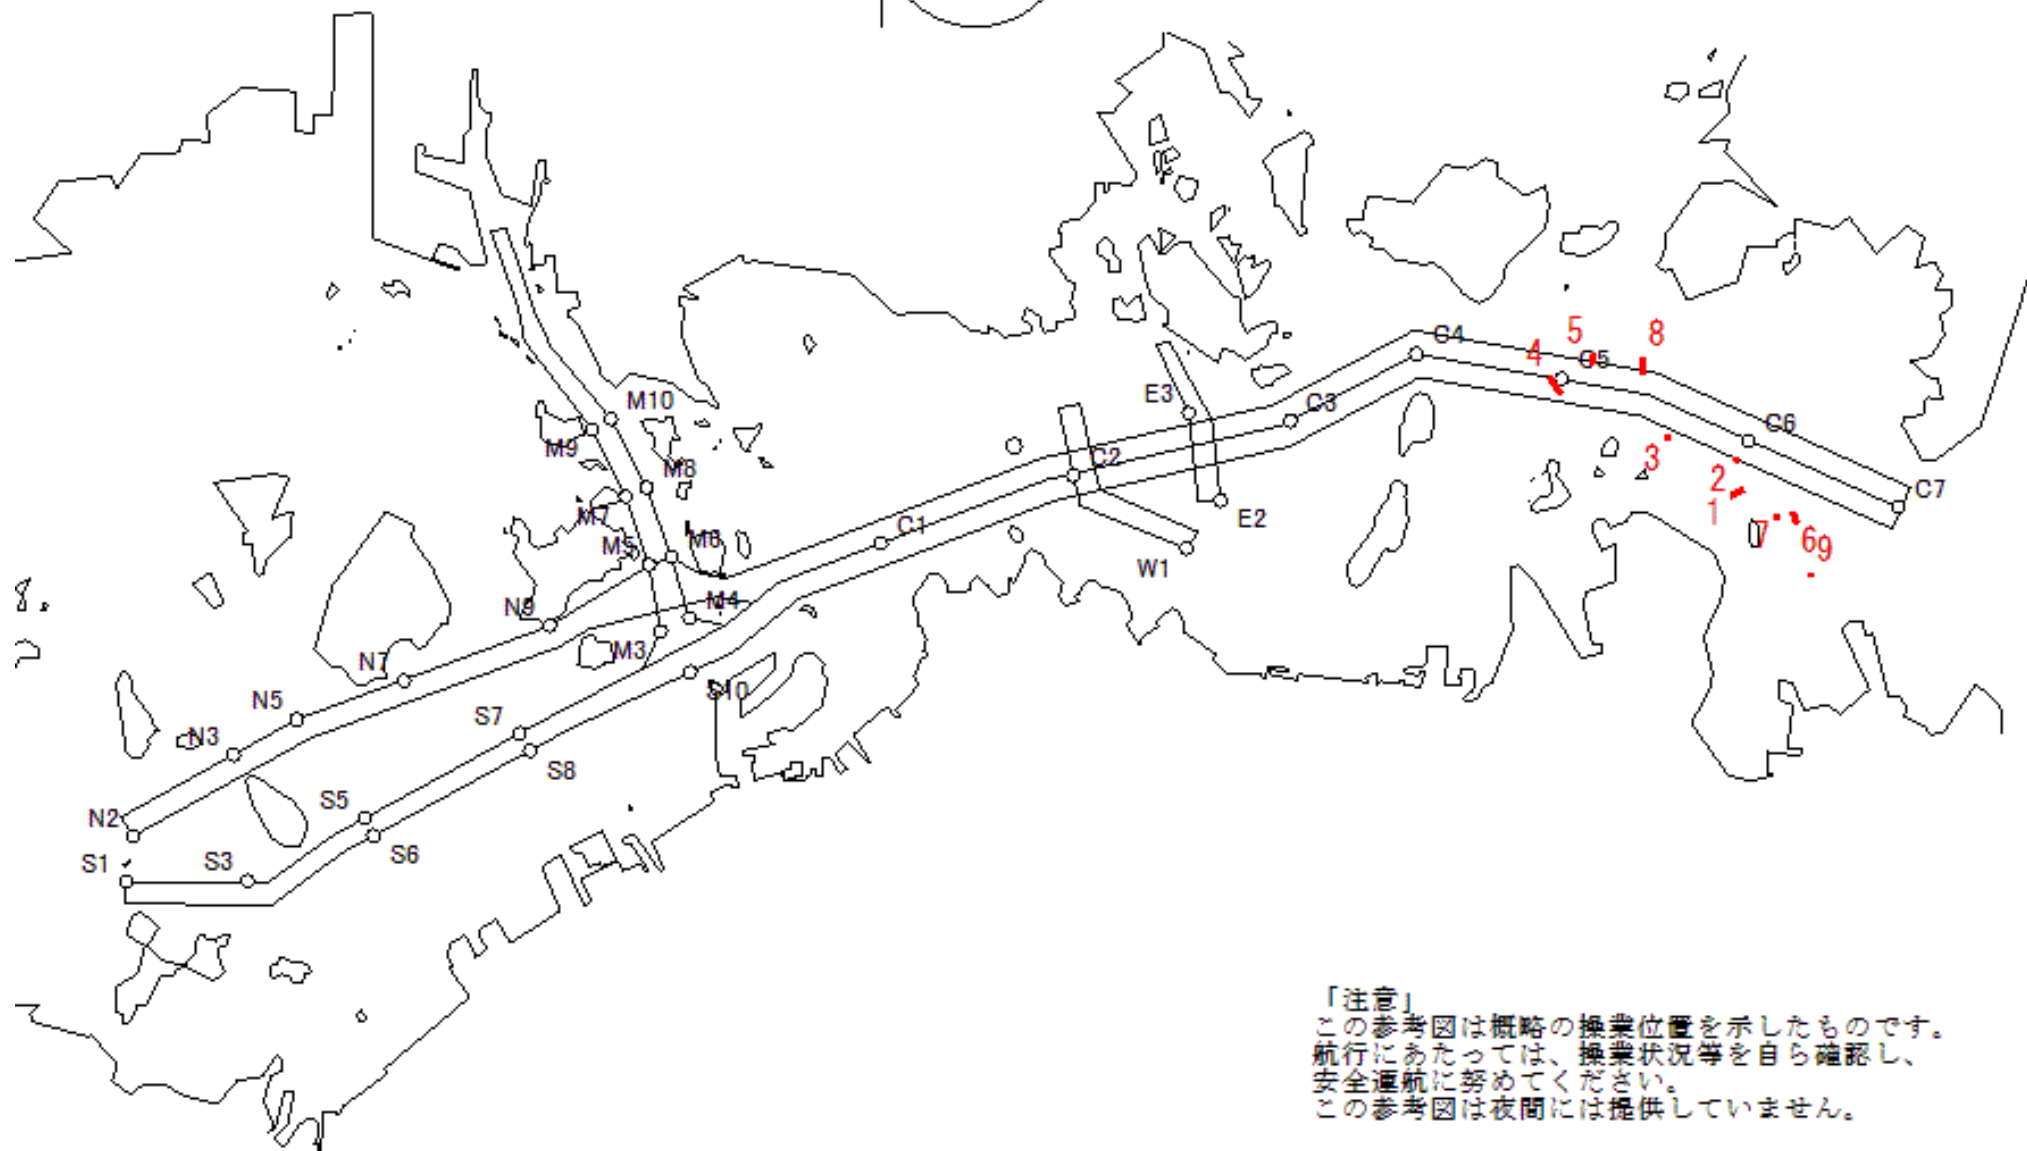 C4
5
8
4
C5
E3
M10
C3
C6
M9
M8
C2
3
2
C7
M7
1
E2
C1
7
6
9
M5
M6
W1
N9
M4
M3
N7
S10
N5
S7
N3
S8
S5
N2
S3
S6
S1
「注意」
この参考図は概略の操業位置を示したものです。
航行にあたっては、操業状況等を自ら確認し、
安全運航に努めてください。
この参考図は夜間には提供していません。